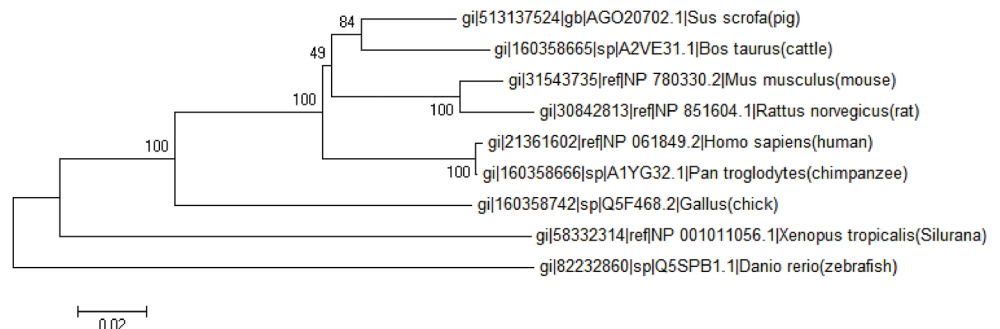 84
gi|513137524|gb|AGO20702.1|Sus scrofa(pig)
49
gi|160358665|sp|A2VE31.1|Bos taurus(cattle)
gi|31543735|ref|NP 780330.2|Mus musculus(mouse)
100
100
gi|30842813|ref|NP 851604.1|Rattus norvegicus(rat)
100
gi|21361602|ref|NP 061849.2|Homo sapiens(human)
100
gi|160358666|sp|A1YG32.1|Pan troglodytes(chimpanzee)
gi|160358742|sp|Q5F468.2|Gallus(chick)
gi|58332314|ref|NP 001011056.1|Xenopus tropicalis(Silurana)
gi|82232860|sp|Q5SPB1.1|Danio rerio(zebrafish)
0.02